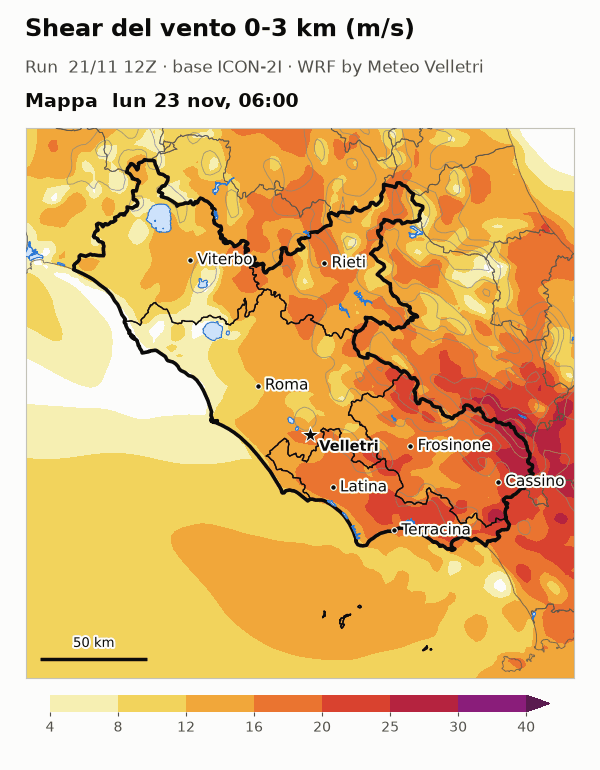 Shear del vento 0-3 km (m/s)
Run  21/11 12Z · base ICON-2I · WRF by Meteo Velletri
Mappa  lun 23 nov, 06:00
Viterbo
Rieti
Roma
Velletri
Frosinone
Latina
Cassino
Terracina
50 km
4 8 12 16 20 25 30 40